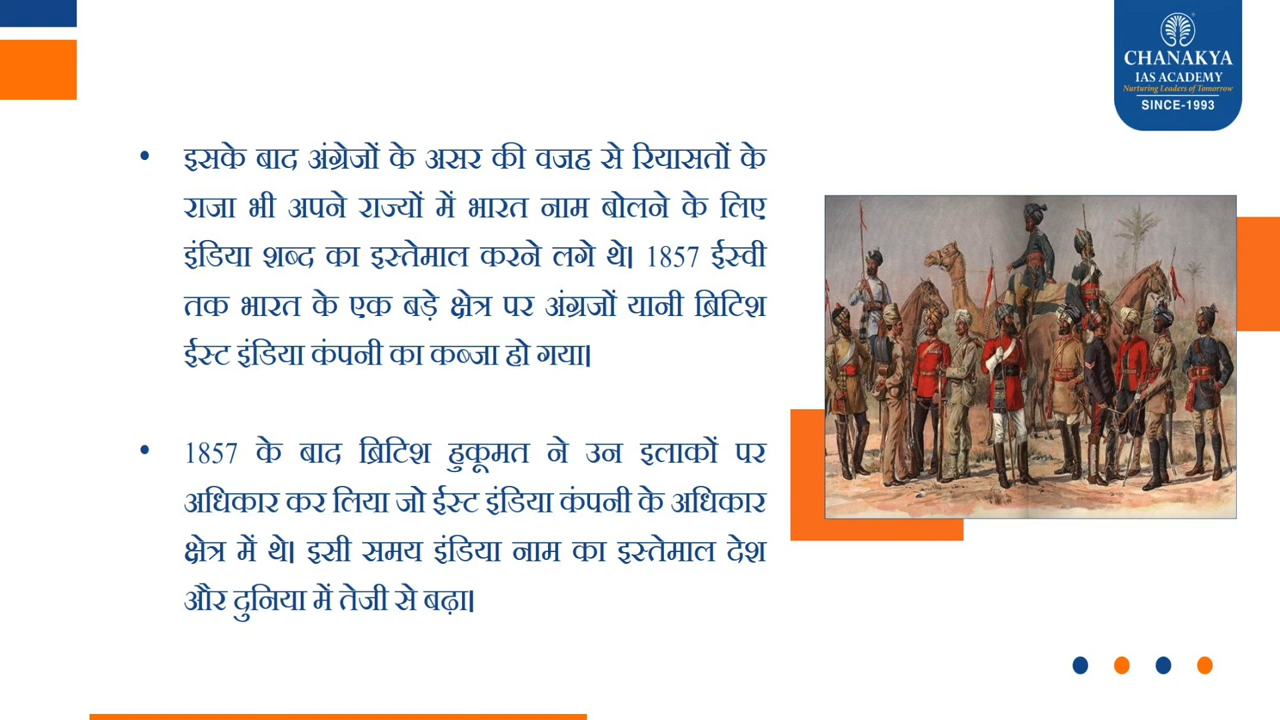 CHANAKYA
IAS ACADEMY
Nurturing Leaders of Tomorrow
SINCE-1993
• इसके बाद अंग्रेजों के असर की वजह से रियासतों के
राजा भी अपने राज्यों में भारत नाम बोलने के लिए
इंडिया शब्द का इस्तेमाल करने लगे थे। 1857 ईस्वी
तक भारत के एक बड़े क्षेत्र पर अंग्रजों यानी ब्रिटिश
ईस्ट इंडिया कंपनी का कब्जा हो गया।
• 1857 के बाद ब्रिटिश हुकूमत ने उन इलाकों पर
अधिकार कर लिया जो ईस्ट इंडिया कंपनी के अधिकार
क्षेत्र में थे। इसी समय इंडिया नाम का इस्तेमाल देश
और दुनिया में तेजी से बढ़ा।